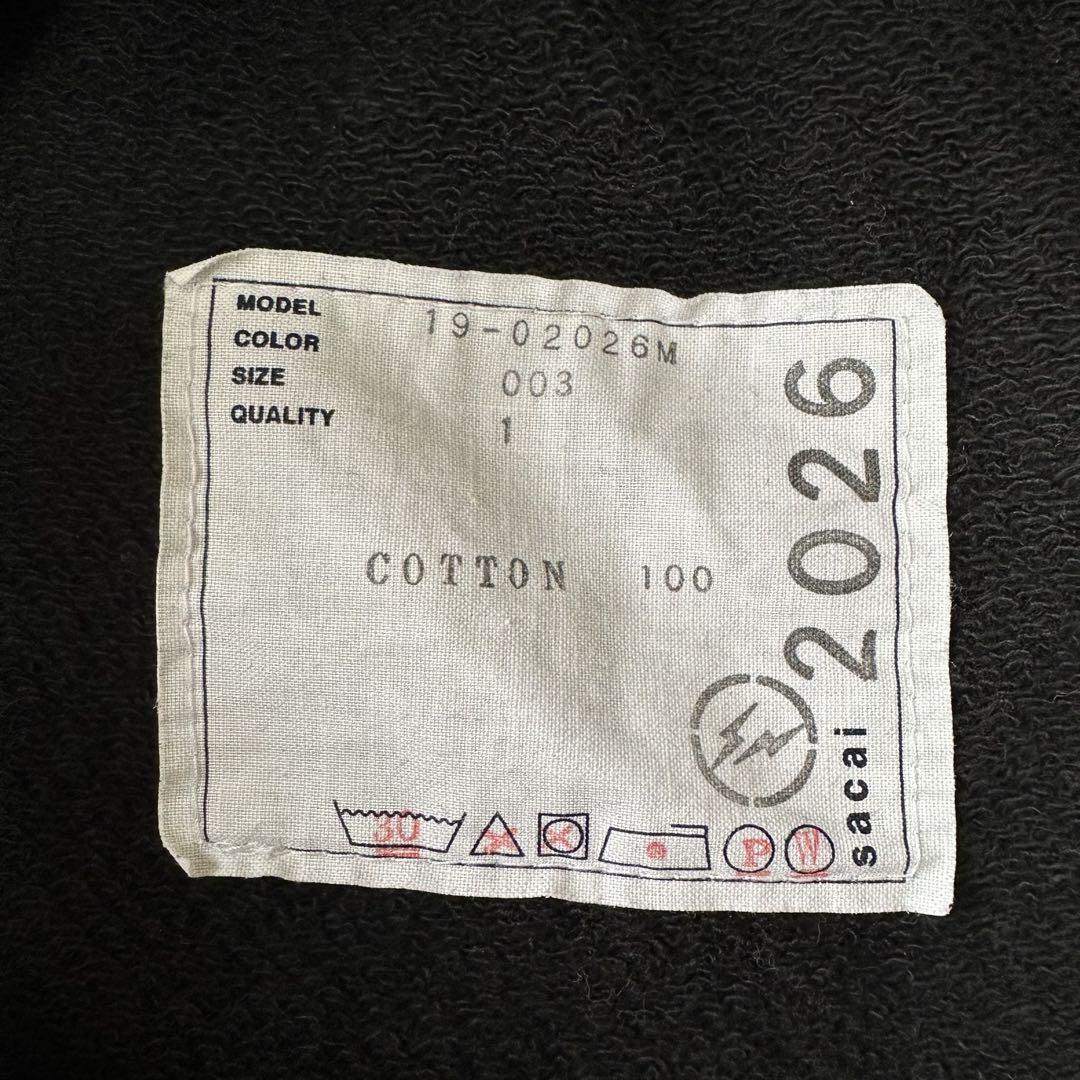 MODEL 19-02026M
COLOR 003
SIZE 1
QUALITY
COTTON 100
2026
sacai
30
P
W